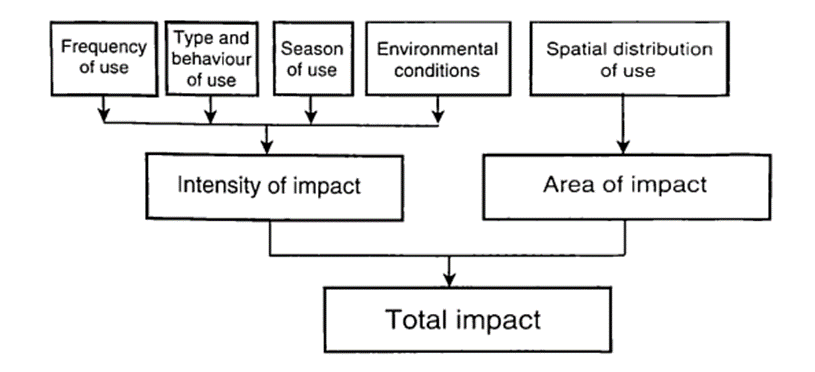 Frequency
of use
Type and
behaviour
of use
Season
of use
Environmental
conditions
Spatial distribution
of use
Intensity of impact
Area of impact
Total impact